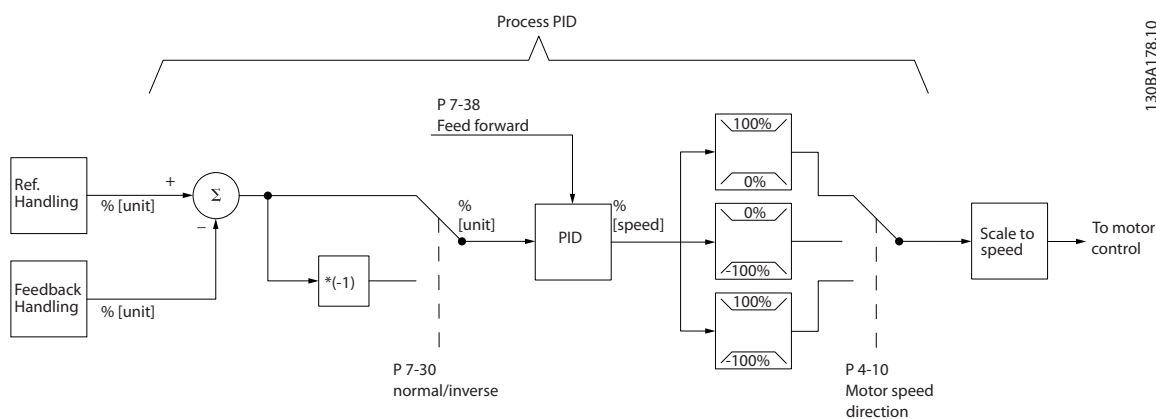 Process PID
130BA178.10
P 7-38
Feed forward
100%
0%
Ref.
Handling
% [unit]
+
Σ
−
%
[unit]
PID
%
[speed]
0%
-100%
Scale to
speed
To motor
control
Feedback
Handling
% [unit]
*(-1)
100%
-100%
P 7-30
normal/inverse
P 4-10
Motor speed
direction